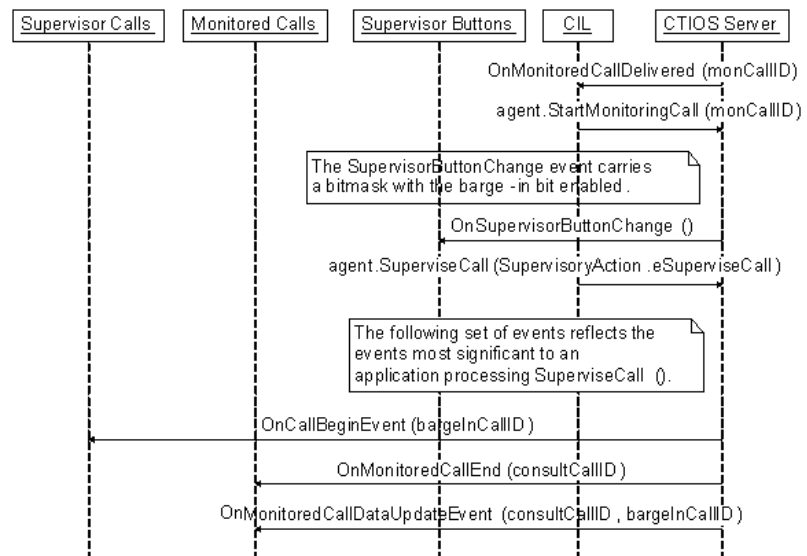 Supervisor Calls
Monitored Calls
Supervisor Buttons
CIL
CTIOS Server
OnMonitoredCallDelivered (monCallID)
agent.StartMonitoringCall (monCallID)
The SupervisorButtonChange event carries
a bitmask with the barge -in bit enabled .
OnSupervisorButtonChange ()
agent.SuperviseCall (SupervisoryAction .eSuperviseCall )
The following set of events reflects the
events most significant to an
application processing SuperviseCall ().
OnCallBeginEvent (bargeInCallID )
OnMonitoredCallEnd (consultCallID )
OnMonitoredCallDataUpdateEvent (consultCallID , bargeInCallID )